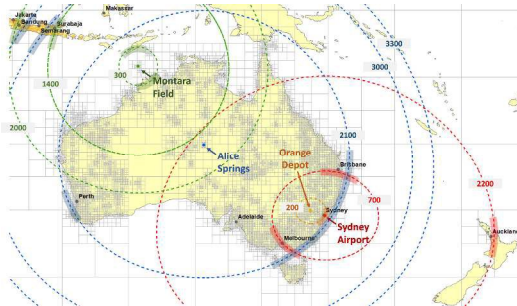 Makassar
Jakarta
Bandung
Surabaya
Semarang
3300
3000
300
Montara
Field
1400
2000
2100
Orange
Depot
Alice
Springs
Brisbane
2200
Perth
200
700
Sydney
Adelaide
Sydney
Airport
Melbourne
Auckland